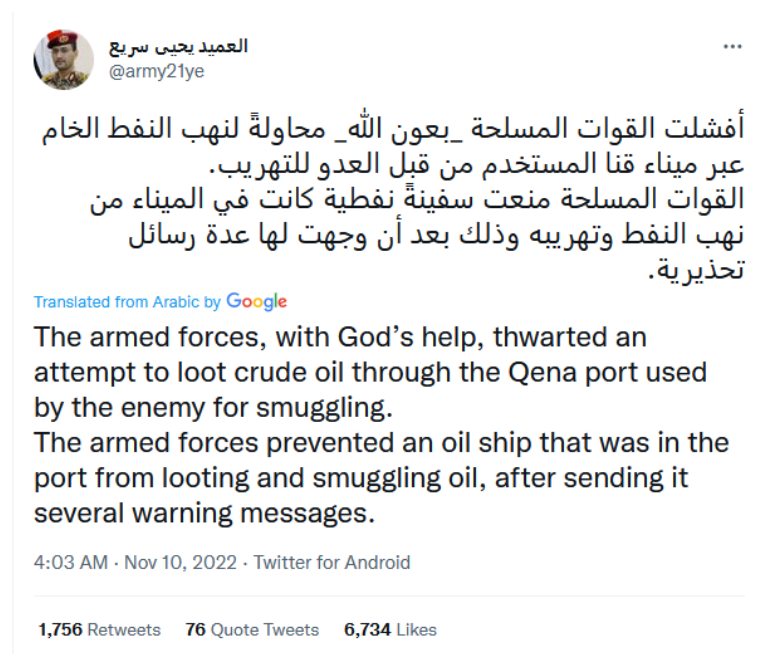 العميد يحيى سريع
@army21ye
أفشلت القوات المسلحة _بعون الله_ محاولةً لنهب النفط الخام
عبر ميناء قنا المستخدم من قبل العدو للتهريب.
القوات المسلحة منعت سفينةً نفطية كانت في الميناء من
نهب النفط وتهريبه وذلك بعد أن وجهت لها عدة رسائل
تحذيرية.
Translated from Arabic by Google
The armed forces, with God’s help, thwarted an
attempt to loot crude oil through the Qena port used
by the enemy for smuggling.
The armed forces prevented an oil ship that was in the
port from looting and smuggling oil, after sending it
several warning messages.
4:03 AM · Nov 10, 2022 · Twitter for Android
1,756 Retweets 76 Quote Tweets 6,734 Likes